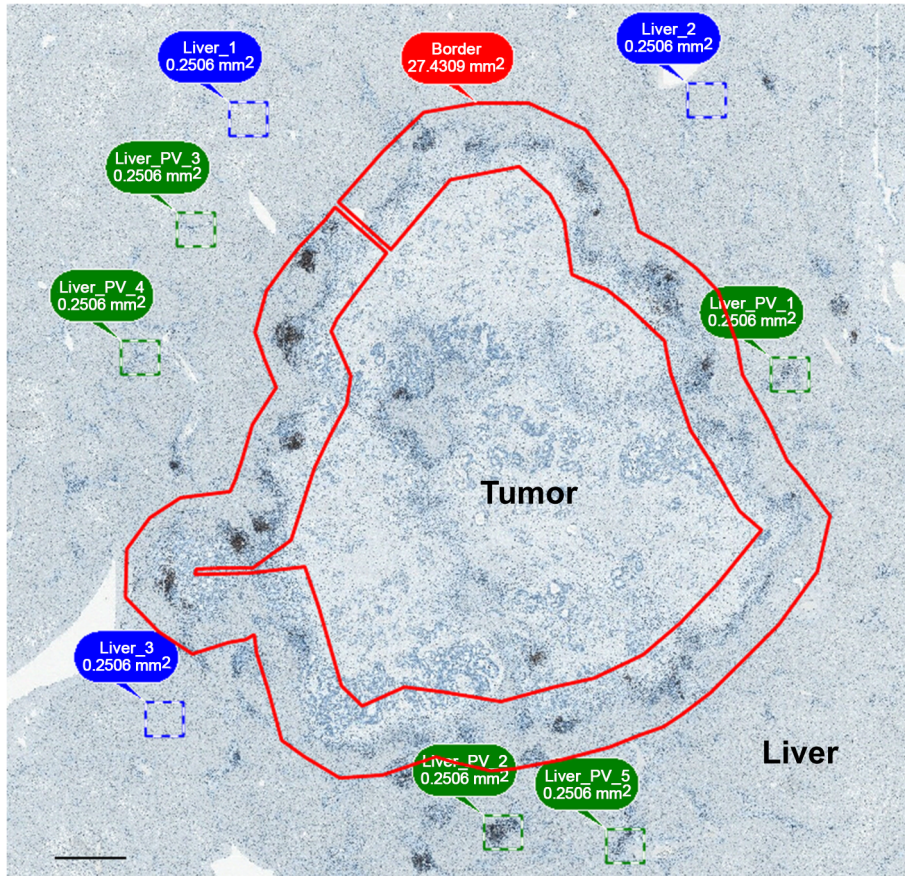 Liver_1
0.2506 mm2
Border
27.4309 mm2
Liver_2
0.2506 mm2
Liver_PV_3
0.2506 mm2
Liver_PV_4
0.2506 mm2
Liver_PV_1
0.2506 mm2
Tumor
Liver_3
0.2506 mm2
Liver
Liver_PV_2
0.2506 mm2
Liver_PV_5
0.2506 mm2